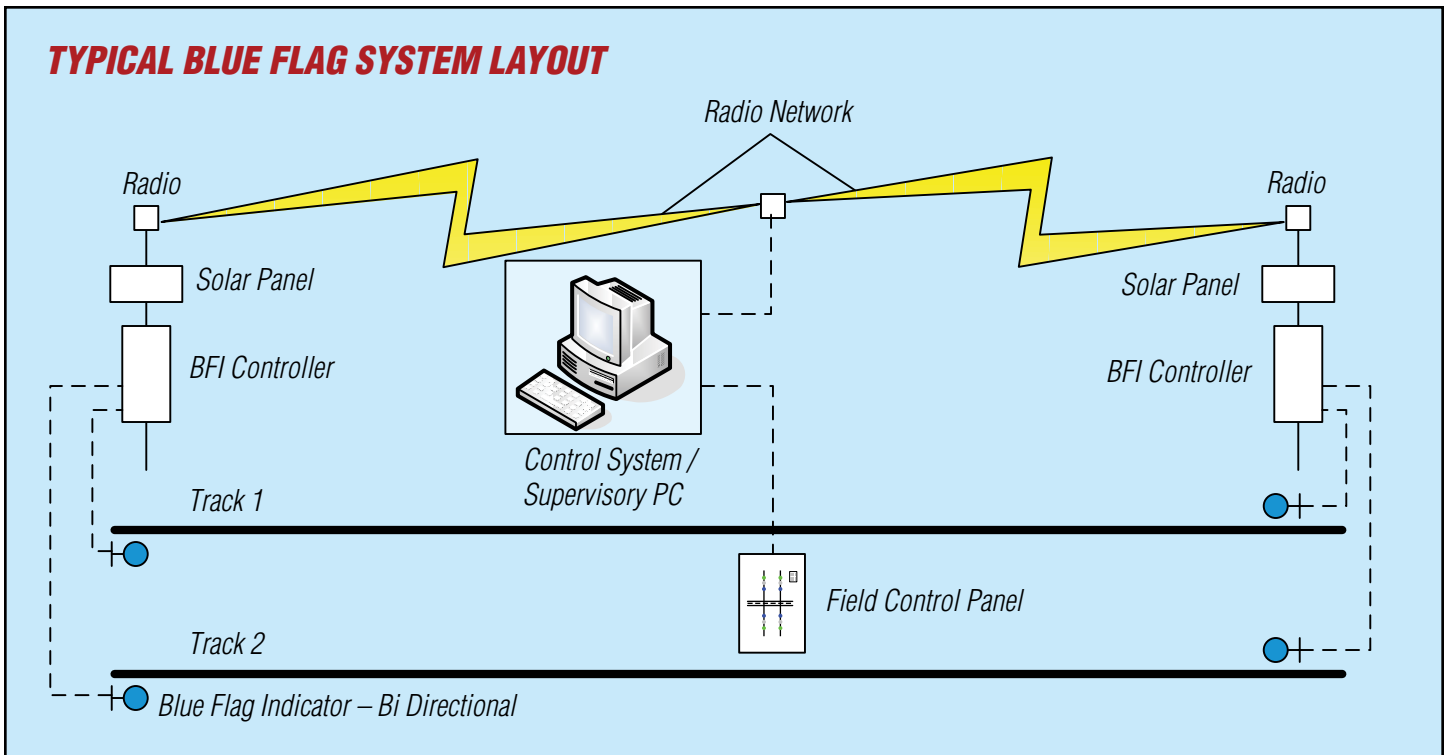 TYPICAL BLUE FLAG SYSTEM LAYOUT
Radio Network
Radio
Radio
Solar Panel
Solar Panel
BFI Controller
BFI Controller
Control System /
Supervisory PC
Track 1
Field Control Panel
Track 2
Blue Flag Indicator – Bi Directional